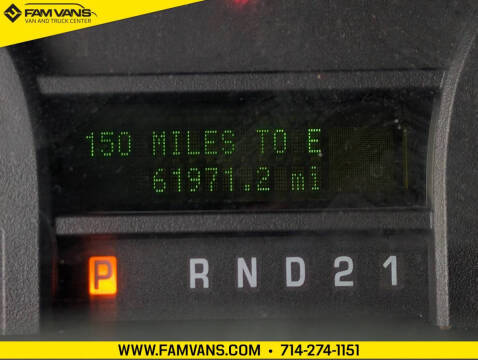 FAMVANS
VAN AND TRUCK CENTER
150 MILES TO E
61971.2 mi
P R N D 2 1
WWW.FAMVANS.COM • 714-274-1151